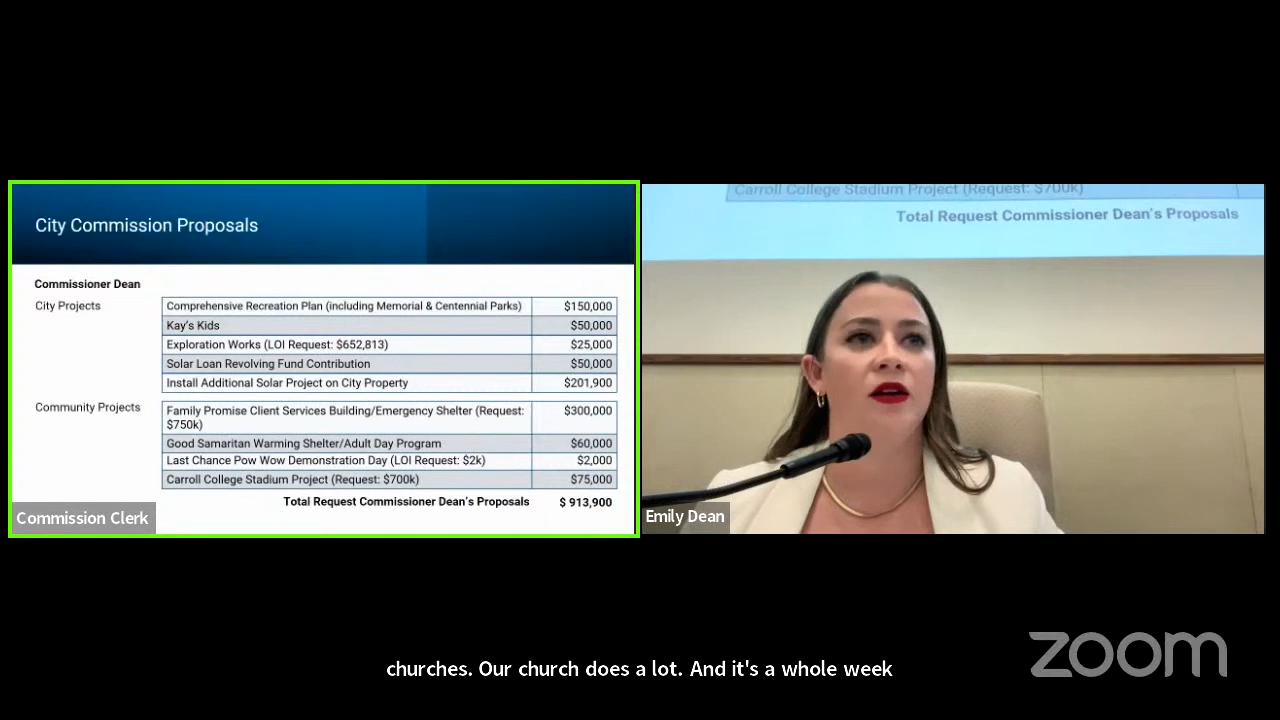 City Commission Proposals
Commissioner Dean
City Projects
Comprehensive Recreation Plan (including Memorial & Centennial Parks) $150,000
Kay's Kids $50,000
Exploration Works (LOI Request: $652,813) $25,000
Solar Loan Revolving Fund Contribution $50,000
Install Additional Solar Project on City Property $201,900
Community Projects
Family Promise Client Services Building/Emergency Shelter (Request: $300,000
$750k)
Good Samaritan Warming Shelter/Adult Day Program $60,000
Last Chance Pow Wow Demonstration Day (LOI Request: $2k) $2,000
Carroll College Stadium Project (Request: $700k) $75,000
Total Request Commissioner Dean's Proposals $ 913,900
Commission Clerk
Carroll College Stadium Project (Request: $700k)
Total Request Commissioner Dean's Proposals
Emily Dean
churches. Our church does a lot. And it's a whole week
zoom